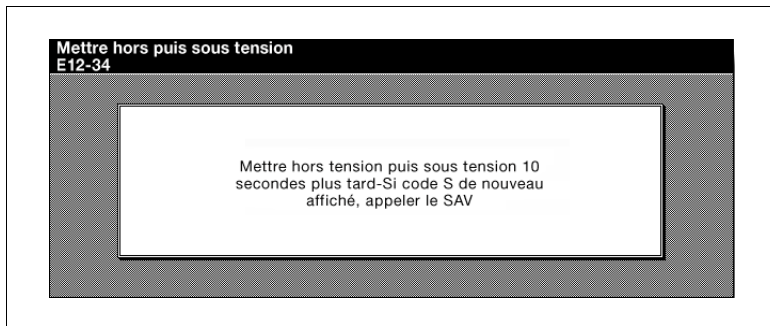 Mettre hors puis sous tension
E12-34
Mettre hors tension puis sous tension 10
secondes plus tard-Si code S de nouveau
affiché, appeler le SAV